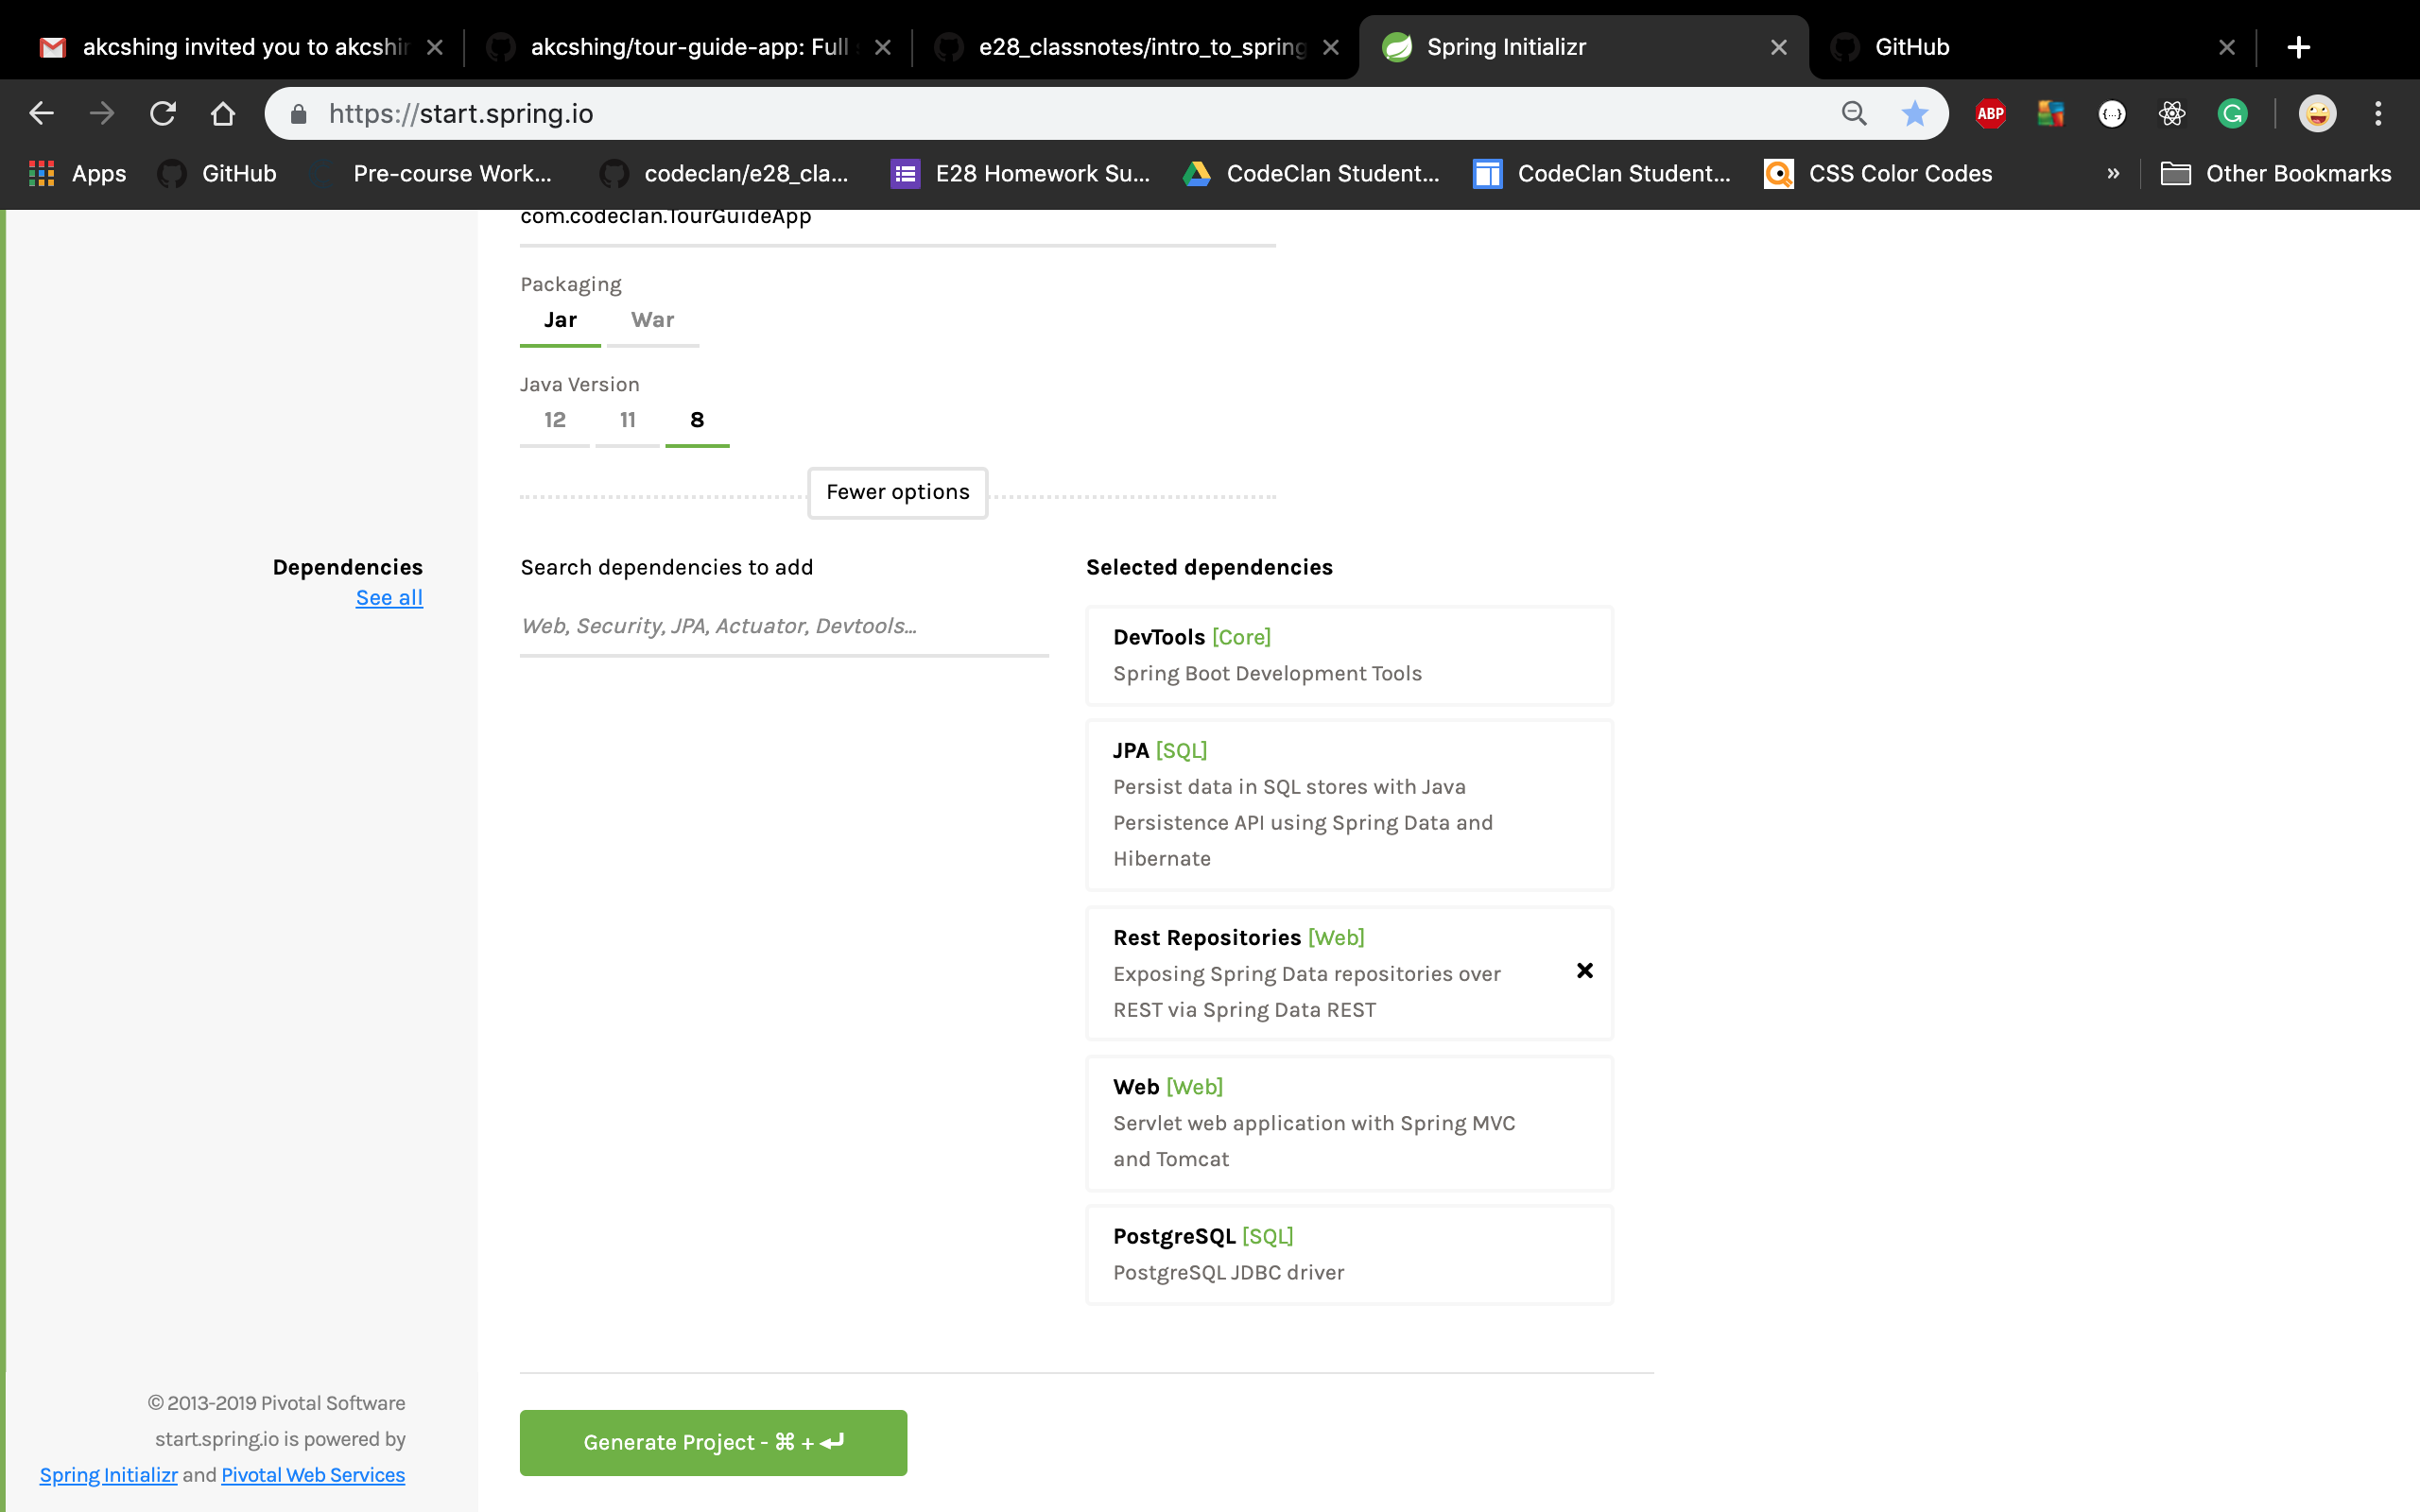 akcshing invited you to akcshin
akcshing/tour-guide-app: Full
e28_classnotes/intro_to_spring
Spring Initializr
GitHub
https://start.spring.io
ABP
{...}
G
Apps
GitHub
Pre-course Work...
codeclan/e28_cla...
E28 Homework Su...
CodeClan Student...
CodeClan Student...
CSS Color Codes
»
Other Bookmarks
com.codeclan.TourGuideApp
Packaging
Jar War
Java Version
12 11 8
Fewer options
Dependencies
See all
Search dependencies to add
Web, Security, JPA, Actuator, Devtools...
Selected dependencies
DevTools [Core]
Spring Boot Development Tools
JPA [SQL]
Persist data in SQL stores with Java
Persistence API using Spring Data and
Hibernate
Rest Repositories [Web]
Exposing Spring Data repositories over
REST via Spring Data REST
Web [Web]
Servlet web application with Spring MVC
and Tomcat
PostgreSQL [SQL]
PostgreSQL JDBC driver
© 2013-2019 Pivotal Software
start.spring.io is powered by
Spring Initializr and Pivotal Web Services
Generate Project - ⌘ + ↵